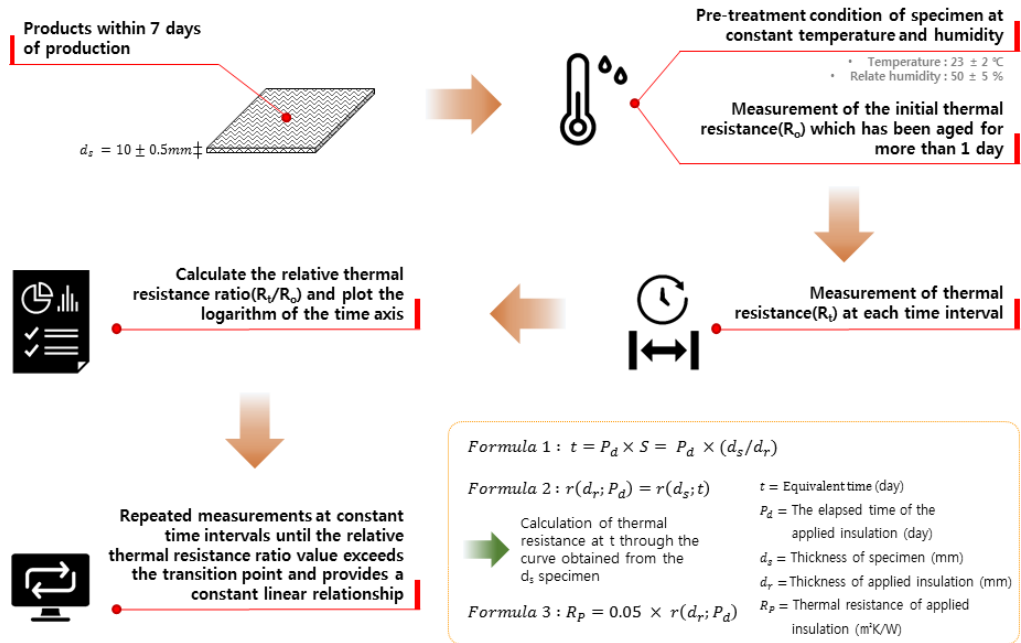 Products within 7 days
of production
d_s = 10 ± 0.5mm
Pre-treatment condition of specimen at
constant temperature and humidity
• Temperature : 23 ± 2 ℃
• Relate humidity : 50 ± 5 %
Measurement of the initial thermal
resistance(R₀) which has been aged for
more than 1 day
Measurement of thermal
resistance(Rₜ) at each time interval
Calculate the relative thermal
resistance ratio(Rₜ/R₀) and plot the
logarithm of the time axis
Repeated measurements at constant
time intervals until the relative
thermal resistance ratio value exceeds
the transition point and provides a
constant linear relationship
Formula 1 : t = P_d × S = P_d × (d_s/d_r)
Formula 2 : r(d_r; P_d) = r(d_s; t)
Calculation of thermal
resistance at t through the
curve obtained from the
d_s specimen
Formula 3 : R_P = 0.05 × r(d_r; P_d)
t = Equivalent time (day)
P_d = The elapsed time of the
applied insulation (day)
d_s = Thickness of specimen (mm)
d_r = Thickness of applied insulation (mm)
R_P = Thermal resistance of applied
insulation (m²K/W)